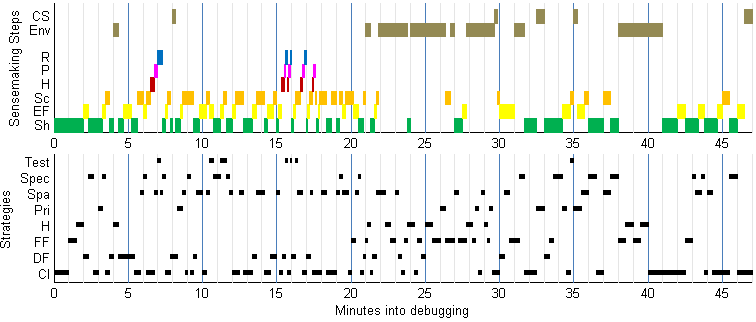 Sensemaking Steps
CS
Env
R
P
H
Sc
EF
Sh
0 5 10 15 20 25 30 35 40 45
Strategies
Test
Spec
Spa
Pri
H
FF
DF
CI
0 5 10 15 20 25 30 35 40 45
Minutes into debugging